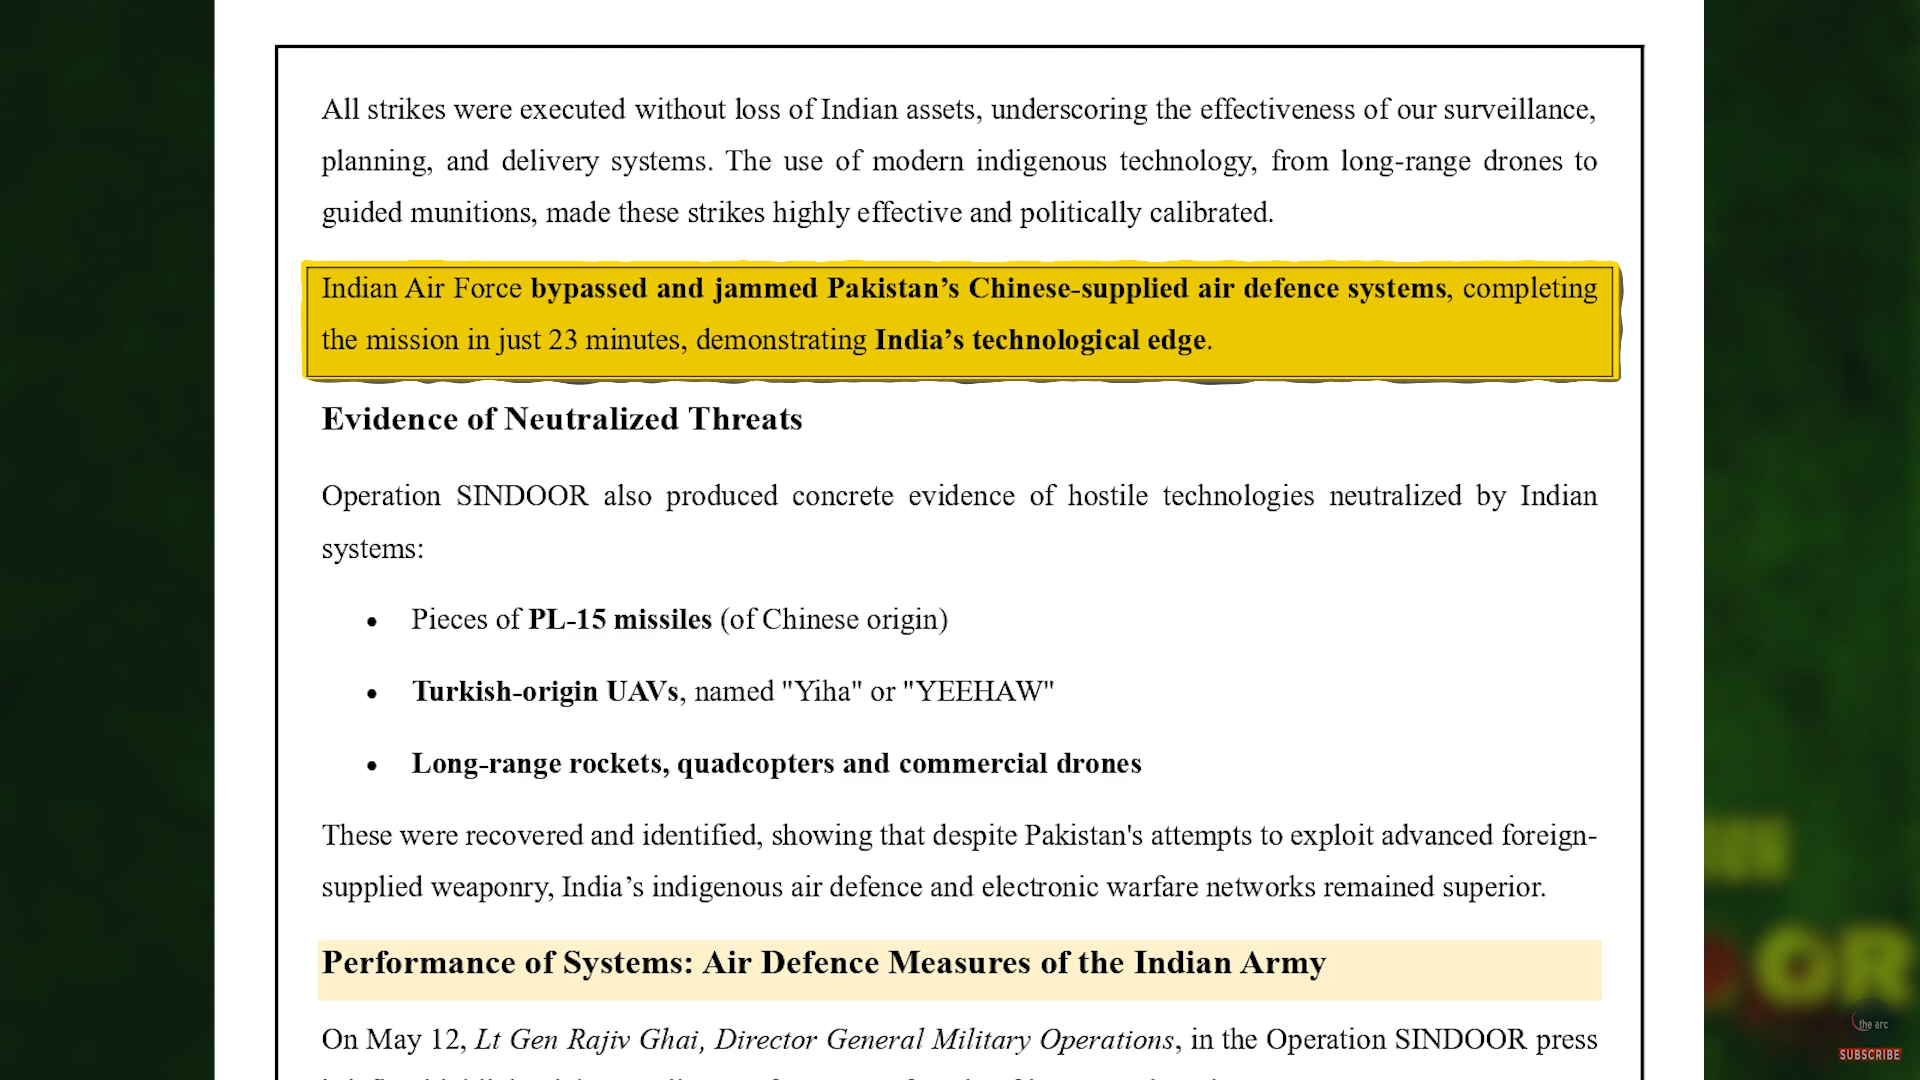 All strikes were executed without loss of Indian assets, underscoring the effectiveness of our surveillance,
planning, and delivery systems. The use of modern indigenous technology, from long-range drones to
guided munitions, made these strikes highly effective and politically calibrated.
Indian Air Force bypassed and jammed Pakistan’s Chinese-supplied air defence systems, completing
the mission in just 23 minutes, demonstrating India’s technological edge.
Evidence of Neutralized Threats
Operation SINDOOR also produced concrete evidence of hostile technologies neutralized by Indian
systems:
• Pieces of PL-15 missiles (of Chinese origin)
• Turkish-origin UAVs, named "Yiha" or "YEEHAW"
• Long-range rockets, quadcopters and commercial drones
These were recovered and identified, showing that despite Pakistan's attempts to exploit advanced foreign-
supplied weaponry, India’s indigenous air defence and electronic warfare networks remained superior.
Performance of Systems: Air Defence Measures of the Indian Army
On May 12, Lt Gen Rajiv Ghai, Director General Military Operations, in the Operation SINDOOR press
OR
the arc
SUBSCRIBE